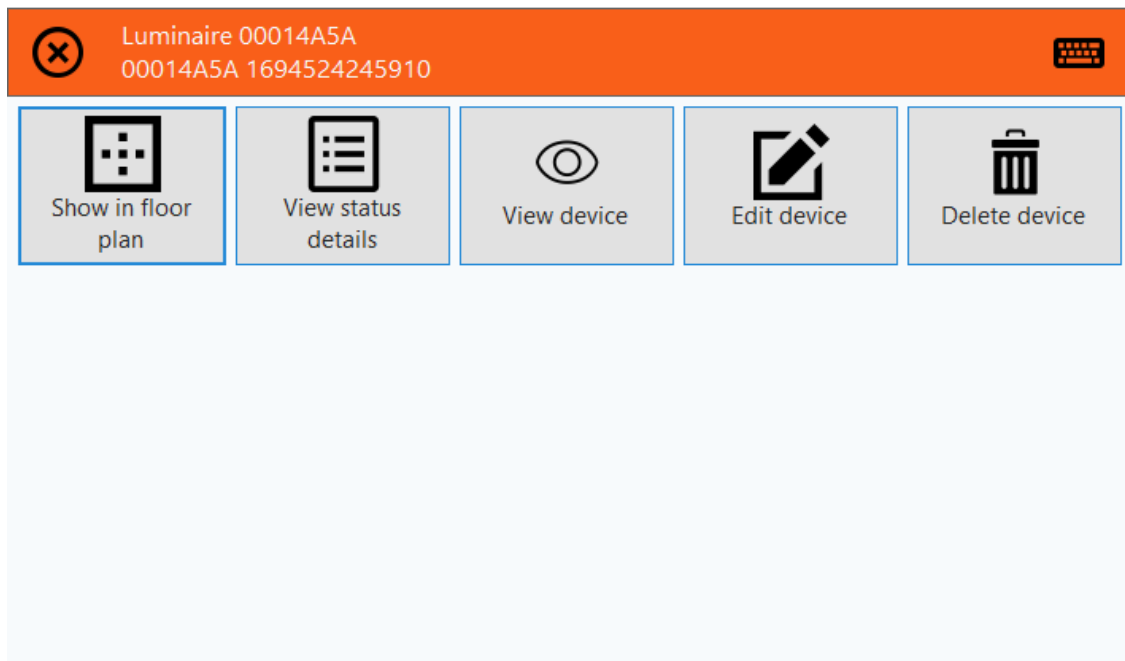 Luminaire 00014A5A
00014A5A 1694524245910
Show in floor
plan
View status
details
View device
Edit device
Delete device